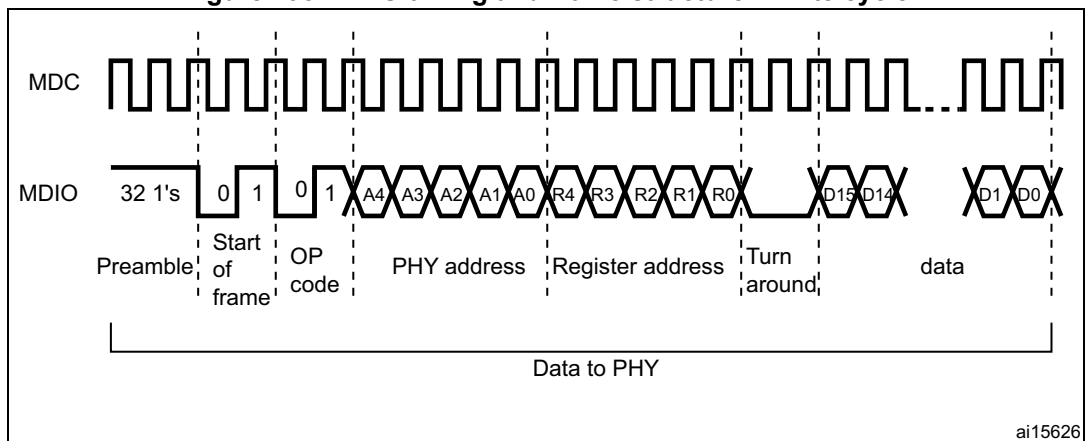 MDC
MDIO 32 1's 0 1 0 1 A4 A3 A2 A1 A0 R4 R3 R2 R1 R0 D15 D14 D1 D0
Preamble Start of frame OP code PHY address Register address Turn around data
Data to PHY
ai15626